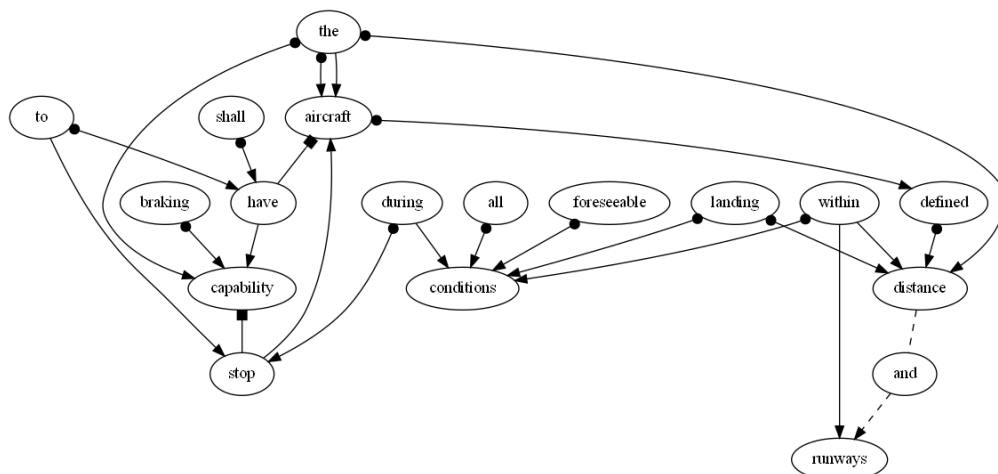 the
to
shall
aircraft
braking
have
during
all
foreseeable
landing
within
defined
capability
conditions
distance
stop
and
runways